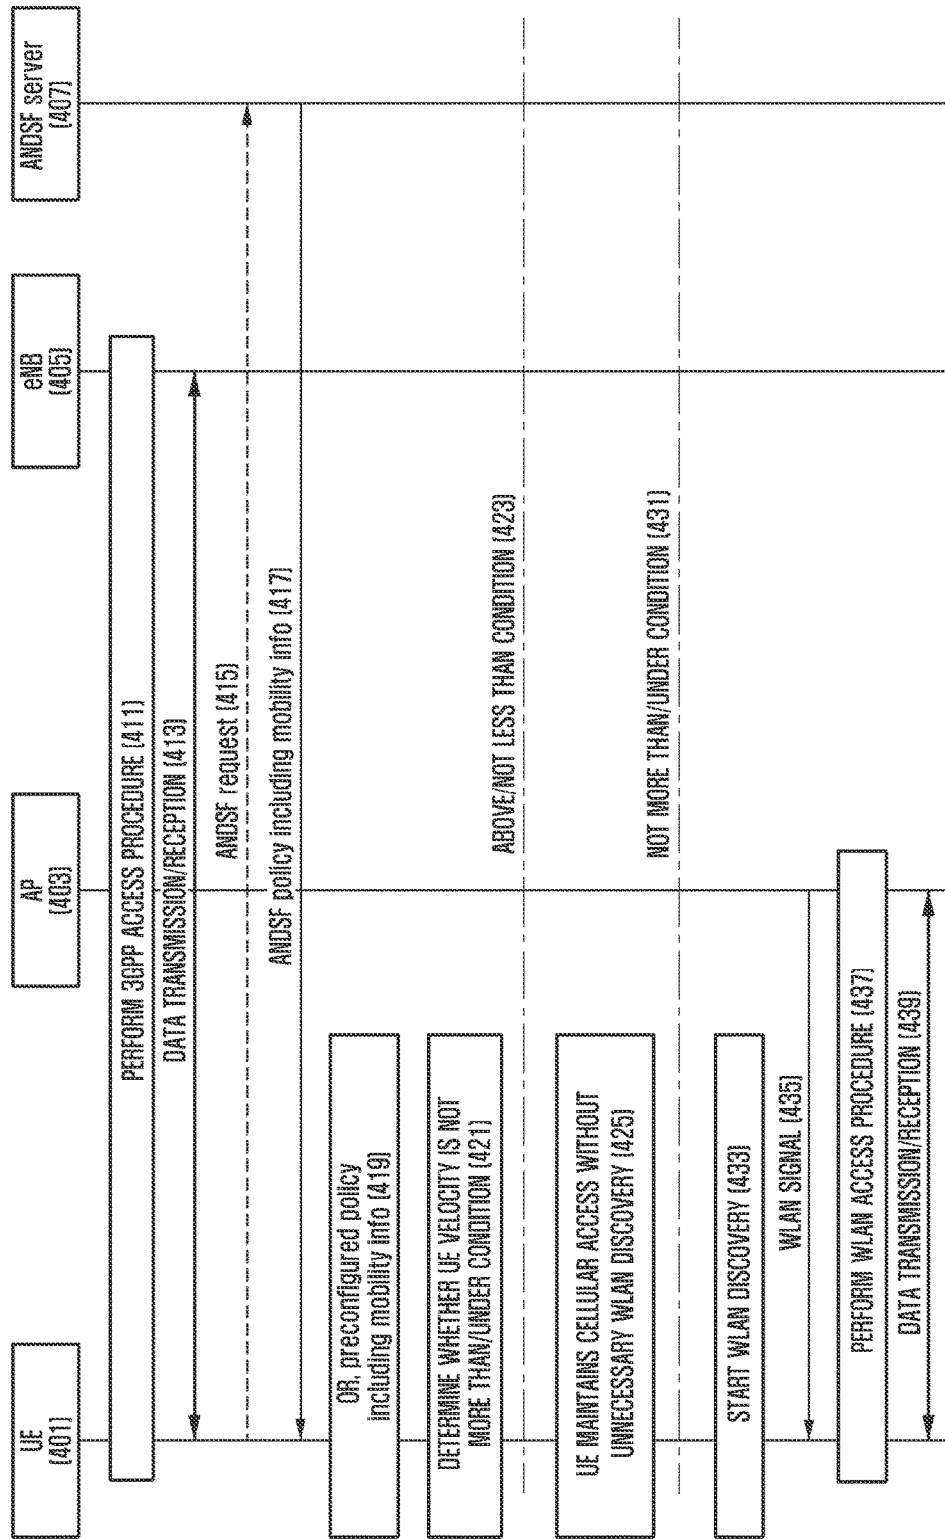 UE
(401)
AP
(403)
eNB
(405)
ANDSF server
(407)
PERFORM 3GPP ACCESS PROCEDURE (411)
DATA TRANSMISSION/RECEPTION (413)
ANDSF request (415)
ANDSF policy including mobility info (417)
OR, preconfigured policy
including mobility info (419)
DETERMINE WHETHER UE VELOCITY IS NOT
MORE THAN/UNDER CONDITION (421)
ABOVE/NOT LESS THAN CONDITION (423)
UE MAINTAINS CELLULAR ACCESS WITHOUT
UNNECESSARY WLAN DISCOVERY (425)
NOT MORE THAN/UNDER CONDITION (431)
START WLAN DISCOVERY (433)
WLAN SIGNAL (435)
PERFORM WLAN ACCESS PROCEDURE (437)
DATA TRANSMISSION/RECEPTION (439)